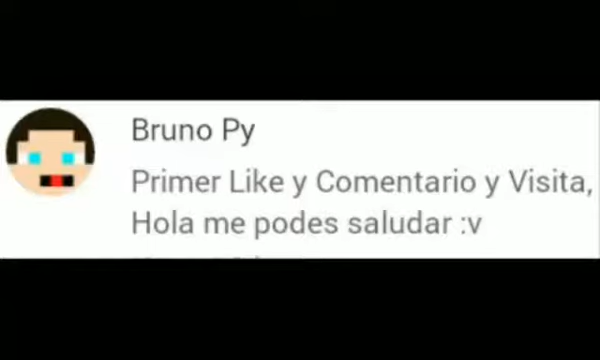 Bruno Py
Primer Like y Comentario y Visita,
Hola me podes saludar :v